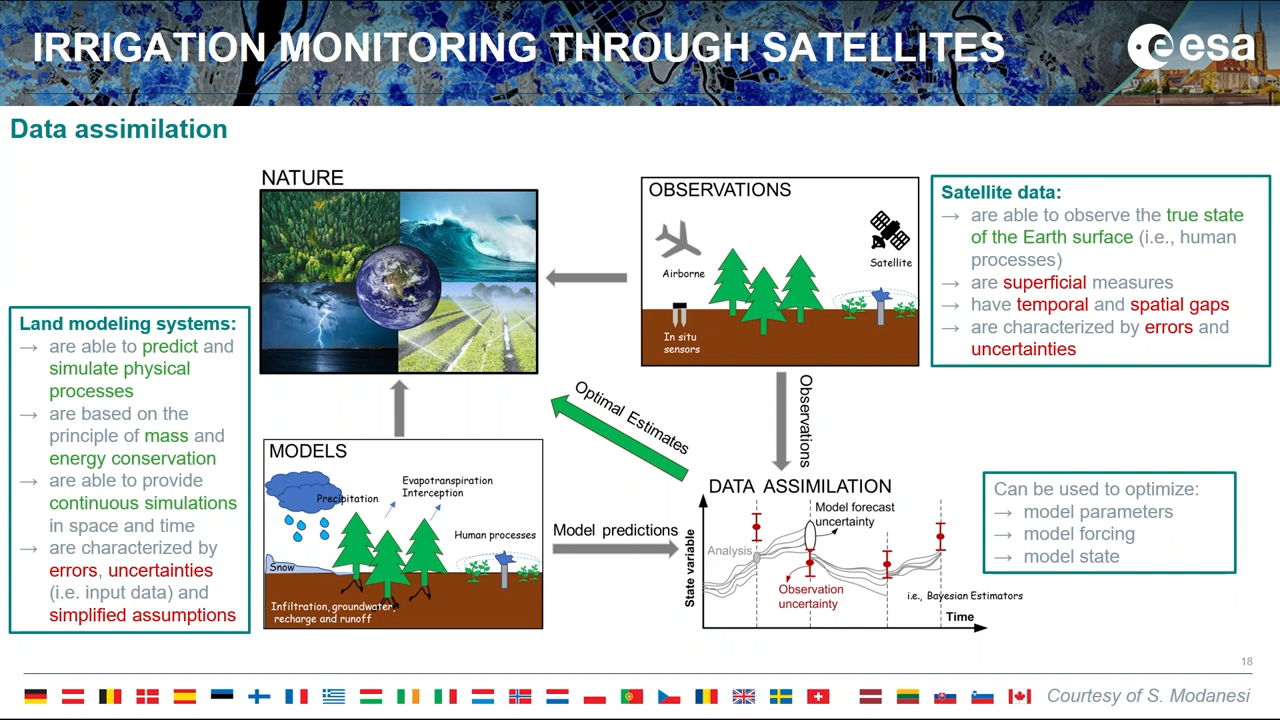 IRRIGATION MONITORING THROUGH SATELLITES
esa
Data assimilation
NATURE
OBSERVATIONS
Airborne
Satellite
In situ
sensors
Satellite data:
→ are able to observe the true state
of the Earth surface (i.e., human
processes)
→ are superficial measures
→ have temporal and spatial gaps
→ are characterized by errors and
uncertainties
Land modeling systems:
→ are able to predict and
simulate physical
processes
→ are based on the
principle of mass and
energy conservation
→ are able to provide
continuous simulations
in space and time
→ are characterized by
errors, uncertainties
(i.e. input data) and
simplified assumptions
Optimal Estimates
Observations
MODELS
Precipitation
Evapotranspiration
Interception
Human processes
Snow
Infiltration, groundwater,
recharge and runoff
Model predictions
DATA ASSIMILATION
Model forecast
uncertainty
Analysis
State variable
Observation
uncertainty
i.e., Bayesian Estimators
Time
Can be used to optimize:
→ model parameters
→ model forcing
→ model state
18
Courtesy of S. Modanesi